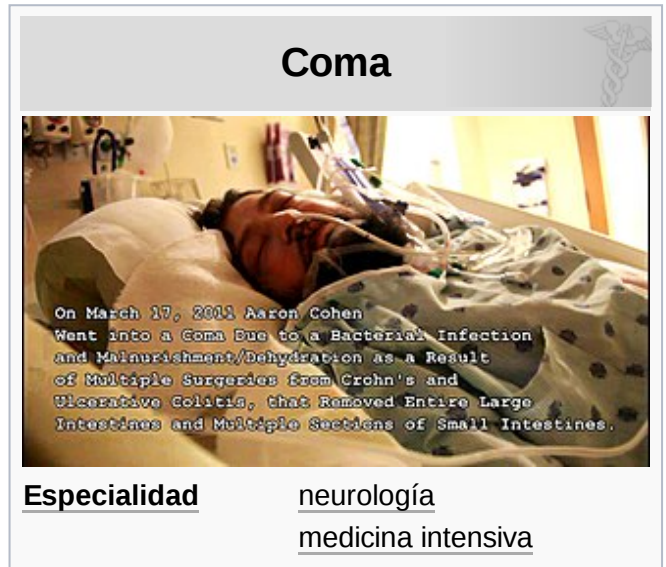 Coma
On March 17, 2011 Aaron Cohen
Went into a Coma Due to a Bacterial Infection
and Malnurishment/Dehydration as a Result
of Multiple Surgeries from Crohn's and
Ulcerative Colitis, that Removed Entire Large
Intestines and Multiple Sections of Small Intestines.
Especialidad neurología
medicina intensiva